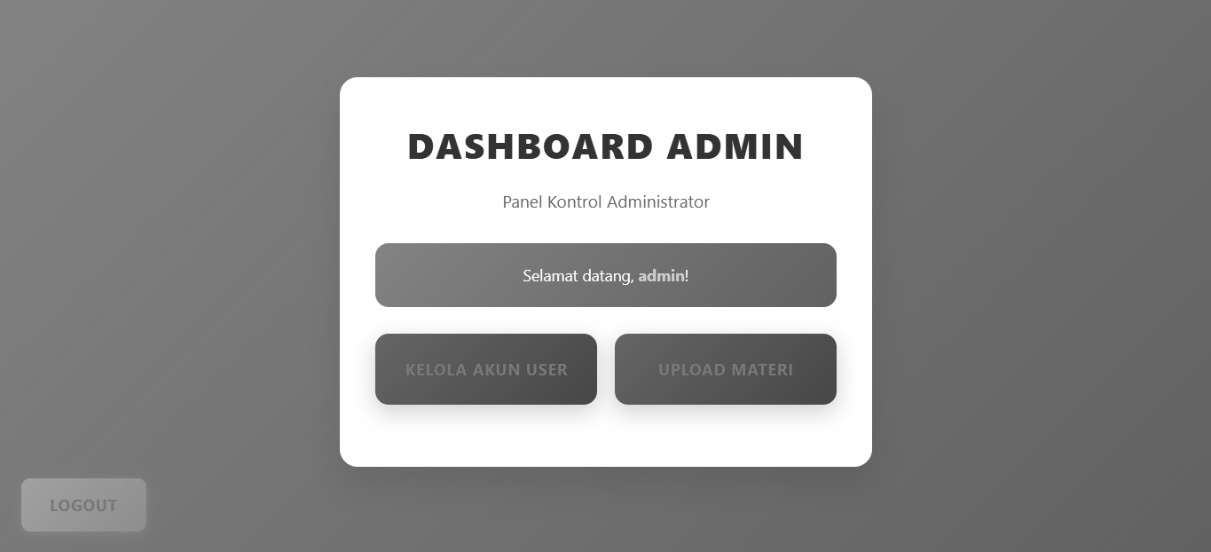 DASHBOARD ADMIN
Panel Kontrol Administrator
Selamat datang, admin!
KELOLA AKUN USER
UPLOAD MATERI
LOGOUT